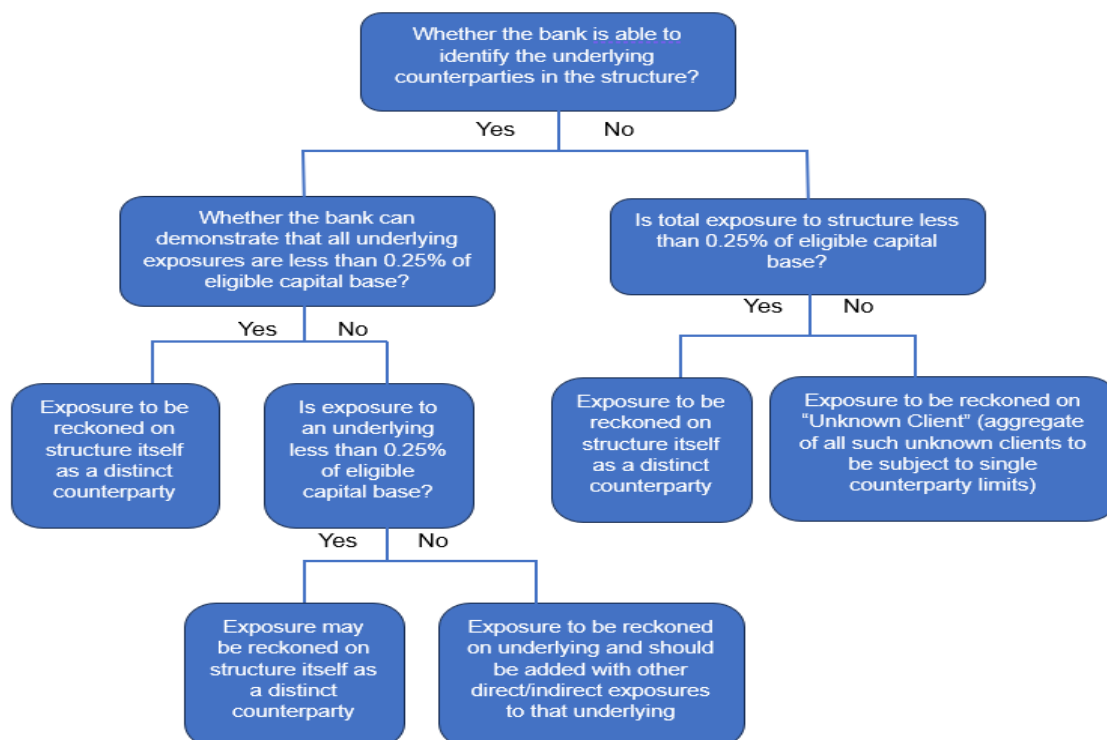 Whether the bank is able to
identify the underlying
counterparties in the structure?
Yes
No
Whether the bank can
demonstrate that all underlying
exposures are less than 0.25% of
eligible capital base?
Is total exposure to structure less
than 0.25% of eligible capital
base?
Yes
No
Yes
No
Exposure to be
reckoned on
structure itself
as a distinct
counterparty
Is exposure to
an underlying
less than 0.25%
of eligible
capital base?
Exposure to be
reckoned on
structure itself
as a distinct
counterparty
Exposure to be reckoned on
“Unknown Client” (aggregate
of all such unknown clients to
be subject to single
counterparty limits)
Yes
No
Exposure may
be reckoned on
structure itself as
a distinct
counterparty
Exposure to be reckoned
on underlying and should
be added with other
direct/indirect exposures
to that underlying